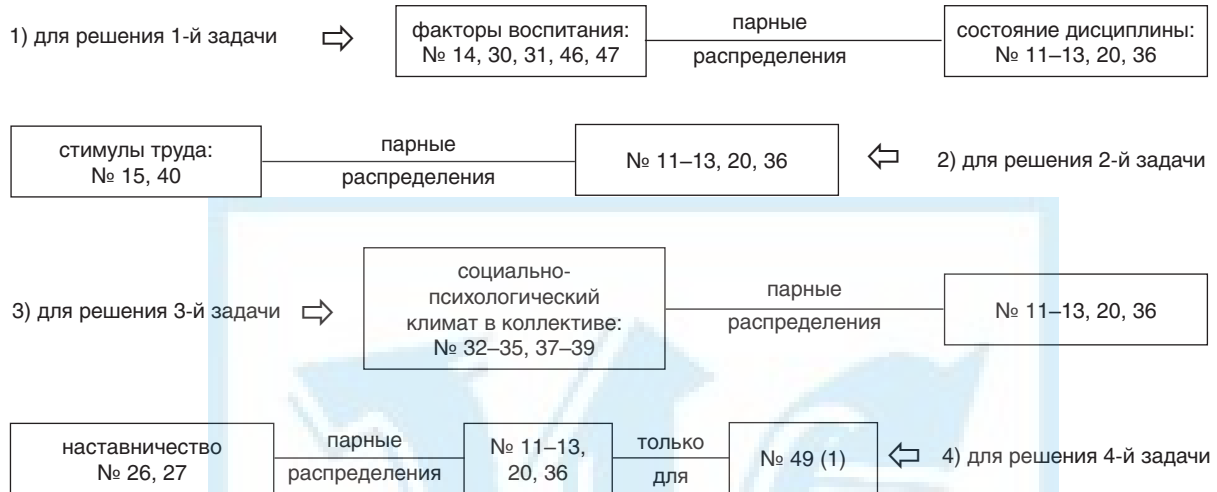 1) для решения 1-й задачи
факторы воспитания:
№ 14, 30, 31, 46, 47
парные
распределения
состояние дисциплины:
№ 11–13, 20, 36
стимулы труда:
№ 15, 40
парные
распределения
№ 11–13, 20, 36
2) для решения 2-й задачи
3) для решения 3-й задачи
социально-
психологический
климат в коллективе:
№ 32–35, 37–39
парные
распределения
№ 11–13, 20, 36
наставничество
№ 26, 27
парные
распределения
№ 11–13,
20, 36
только
для
№ 49 (1)
4) для решения 4-й задачи